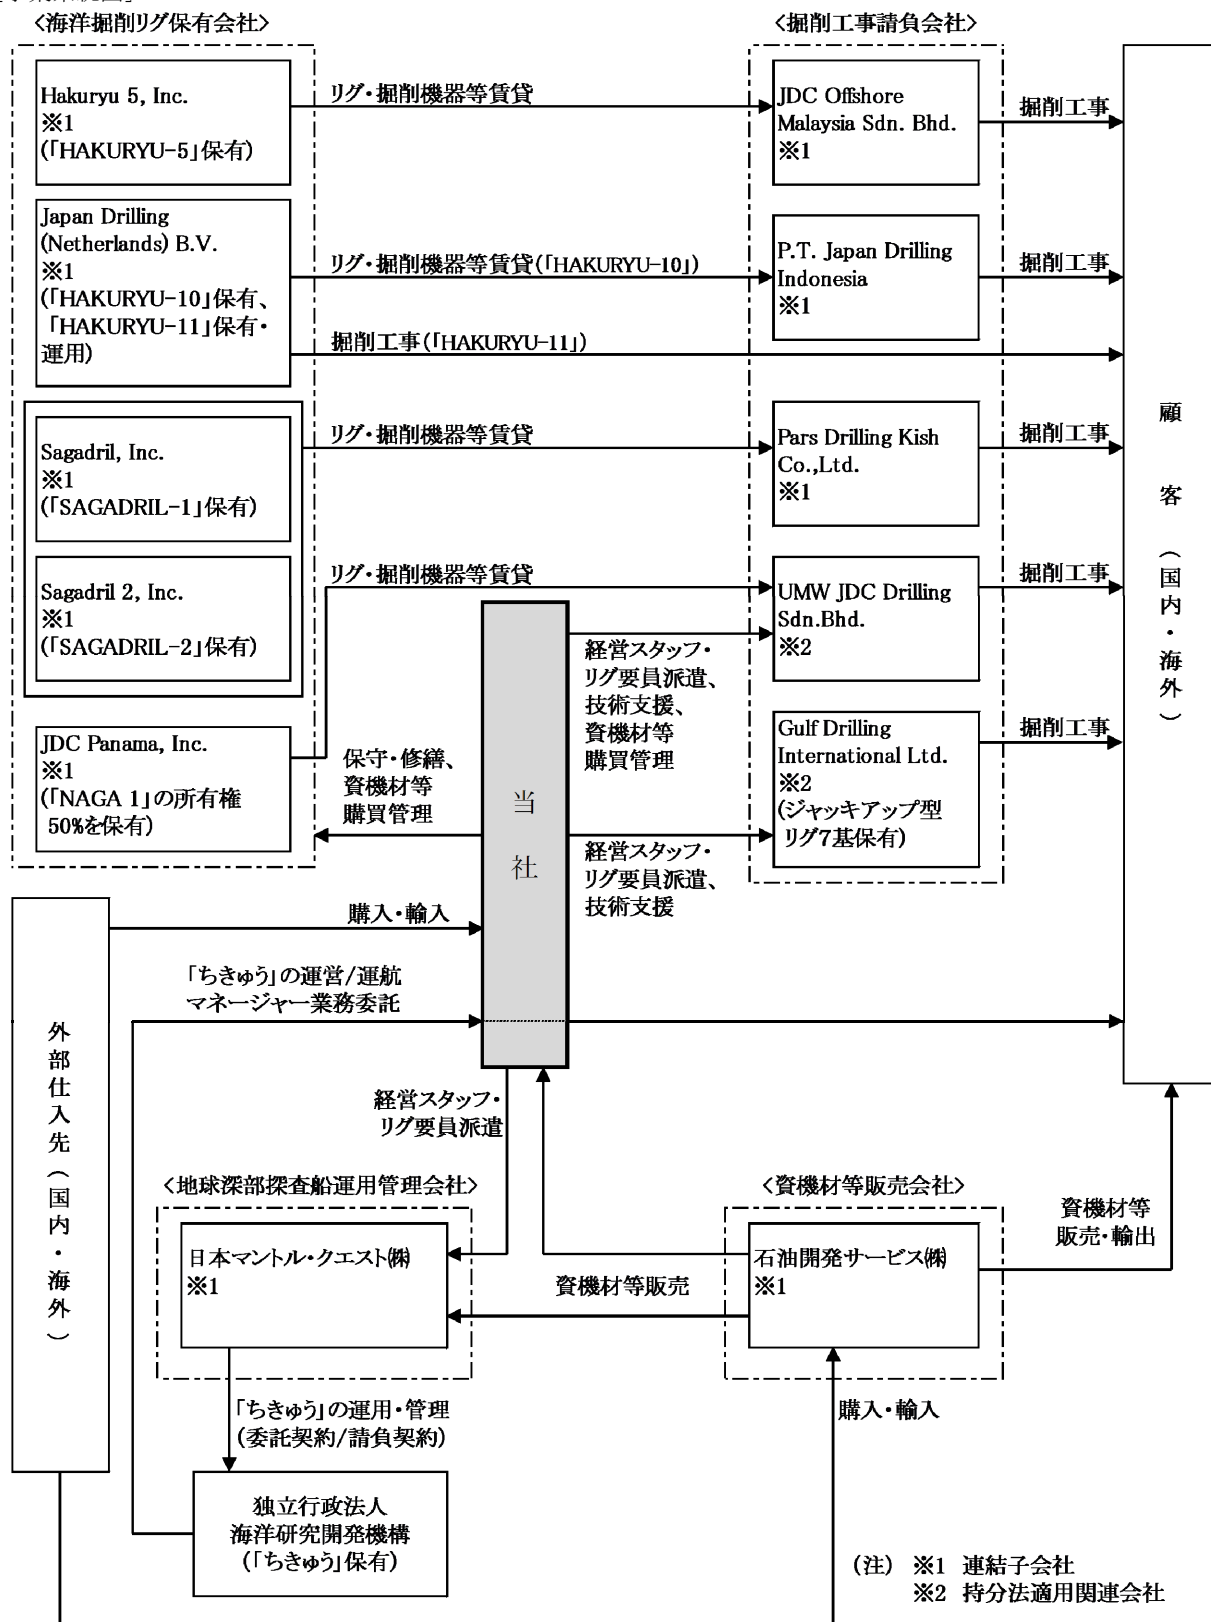 <海洋掘削リグ保有会社>
<掘削工事請負会社>
Hakuryu 5, Inc.
※1
(「HAKURYU-5」保有)
リグ・掘削機器等賃貸
JDC Offshore
Malaysia Sdn. Bhd.
※1
掘削工事
Japan Drilling
(Netherlands) B.V.
※1
(「HAKURYU-10」保有、
「HAKURYU-11」保有・
運用)
リグ・掘削機器等賃貸(「HAKURYU-10」)
P.T. Japan Drilling
Indonesia
※1
掘削工事
掘削工事(「HAKURYU-11」)
Sagadril, Inc.
※1
(「SAGADRIL-1」保有)
リグ・掘削機器等賃貸
Pars Drilling Kish
Co.,Ltd.
※1
掘削工事
Sagadril 2, Inc.
※1
(「SAGADRIL-2」保有)
リグ・掘削機器等賃貸
UMW JDC Drilling
Sdn.Bhd.
※2
掘削工事
経営スタッフ・
リグ要員派遣、
技術支援、
資機材等
購買管理
JDC Panama, Inc.
※1
(「NAGA 1」の所有権
50%を保有)
保守・修繕、
資機材等
購買管理
当社
Gulf Drilling
International Ltd.
※2
(ジャッキアップ型
リグ7基保有)
掘削工事
経営スタッフ・
リグ要員派遣、
技術支援
顧客(国内・海外)
購入・輸入
「ちきゅう」の運営/運航
マネージャー業務委託
外部仕入先(国内・海外)
経営スタッフ・
リグ要員派遣
<地球深部探査船運用管理会社>
<資機材等販売会社>
日本マントル・クエスト㈱
※1
資機材等販売
石油開発サービス㈱
※1
資機材等
販売・輸出
「ちきゅう」の運用・管理
(委託契約/請負契約)
購入・輸入
独立行政法人
海洋研究開発機構
(「ちきゅう」保有)
(注) ※1 連結子会社
※2 持分法適用関連会社